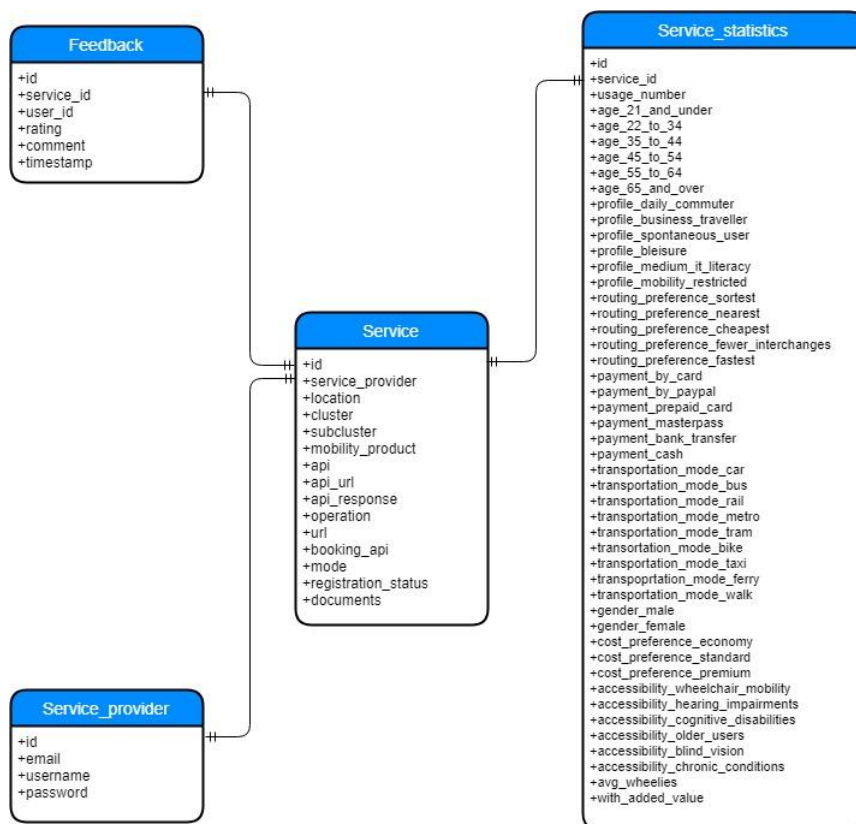 Feedback
+id
+service_id
+user_id
+rating
+comment
+timestamp
Service_statistics
+id
+service_id
+usage_number
+age_21_and_under
+age_22_to_34
+age_35_to_44
+age_45_to_54
+age_55_to_64
+age_65_and_over
+profile_daily_commuter
+profile_business_traveller
+profile_spontaneous_user
+profile_bleisure
+profile_medium_it_literacy
+profile_mobility_restricted
+routing_preference_sortest
+routing_preference_nearest
+routing_preference_cheapest
+routing_preference_fewer_interchanges
+routing_preference_fastest
+payment_by_card
+payment_by_paypal
+payment_prepaid_card
+payment_masterpass
+payment_bank_transfer
+payment_cash
+transportation_mode_car
+transportation_mode_bus
+transportation_mode_rail
+transportation_mode_metro
+transportation_mode_tram
+transortation_mode_bike
+transportation_mode_taxi
+transpoprtation_mode_ferry
+transportation_mode_walk
+gender_male
+gender_female
+cost_preference_economy
+cost_preference_standard
+cost_preference_premium
+accessibility_wheelchair_mobility
+accessibility_hearing_impairments
+accessibility_cognitive_disabilities
+accessibility_older_users
+accessibility_blind_vision
+accessibility_chronic_conditions
+avg_wheelies
+with_added_value
Service
+id
+service_provider
+location
+cluster
+subcluster
+mobility_product
+api
+api_url
+api_response
+operation
+url
+booking_api
+mode
+registration_status
+documents
Service_provider
+id
+email
+username
+password